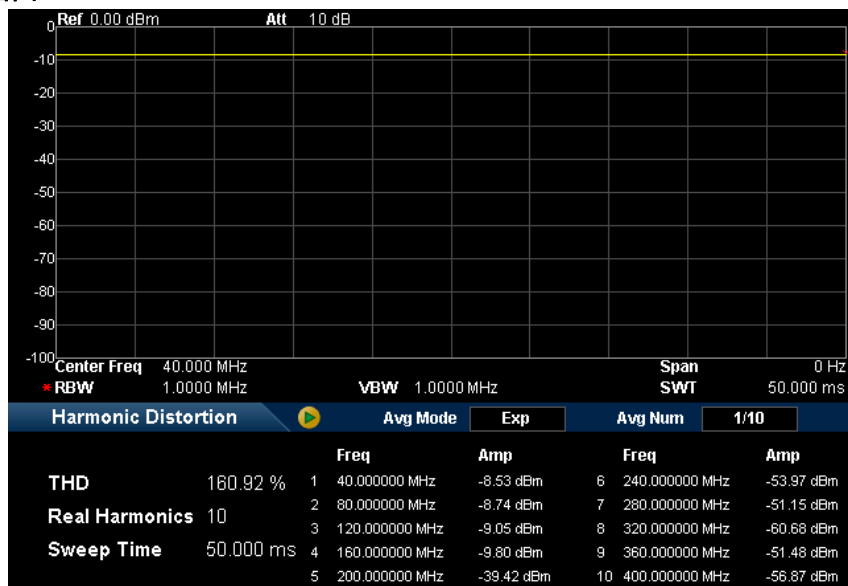 Ref 0.00 dBm Att 10 dB
0
-10
-20
-30
-40
-50
-60
-70
-80
-90
-100
Center Freq 40.000 MHz Span 0 Hz
* RBW 1.0000 MHz VBW 1.0000 MHz SWT 50.000 ms
Harmonic Distortion Avg Mode Exp Avg Num 1/10
Freq Amp Freq Amp
THD 160.92 %
Real Harmonics 10
Sweep Time 50.000 ms
1 40.000000 MHz -8.53 dBm 6 240.000000 MHz -53.97 dBm
2 80.000000 MHz -8.74 dBm 7 280.000000 MHz -51.15 dBm
3 120.000000 MHz -9.05 dBm 8 320.000000 MHz -60.68 dBm
4 160.000000 MHz -9.80 dBm 9 360.000000 MHz -51.48 dBm
5 200.000000 MHz -39.42 dBm 10 400.000000 MHz -56.87 dBm